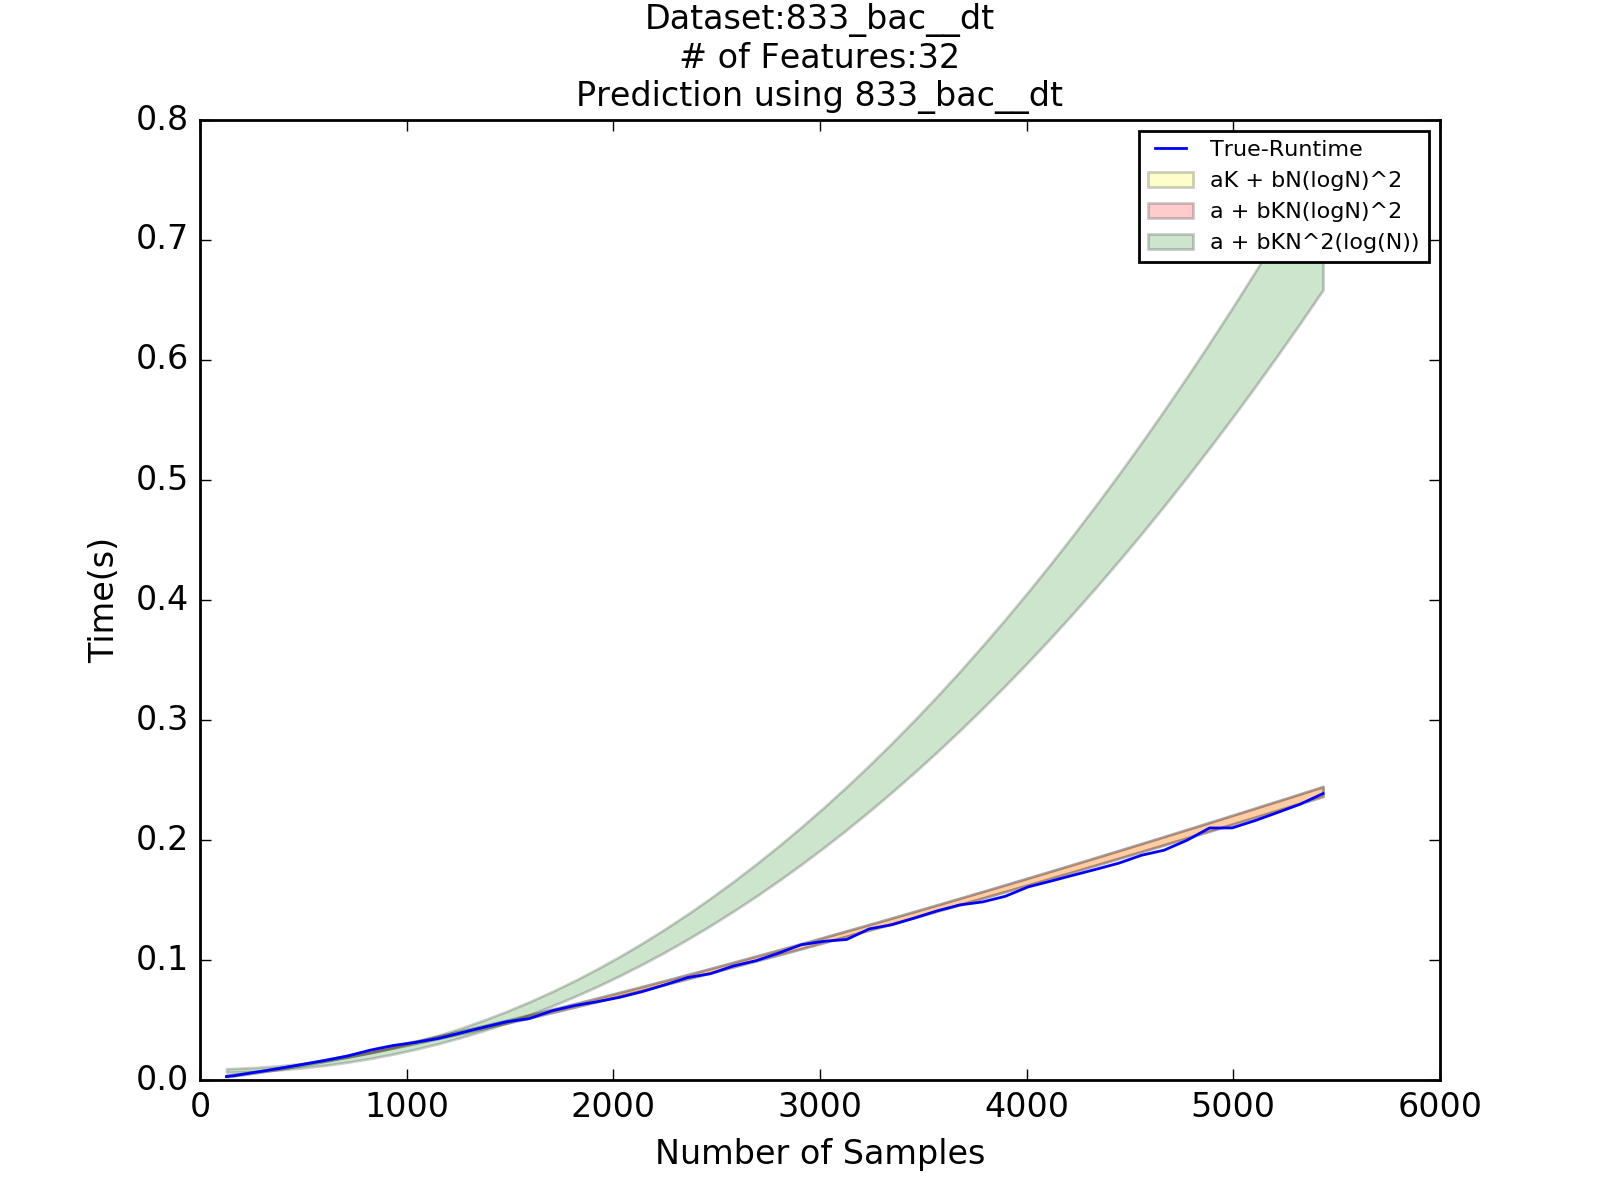 Dataset:833_bac__dt
# of Features:32
Prediction using 833_bac__dt
True-Runtime
aK + bN(logN)^2
a + bKN(logN)^2
a + bKN^2(log(N))
0.8
0.7
0.6
0.5
0.4
0.3
0.2
0.1
0.0
Time(s)
0 1000 2000 3000 4000 5000 6000
Number of Samples